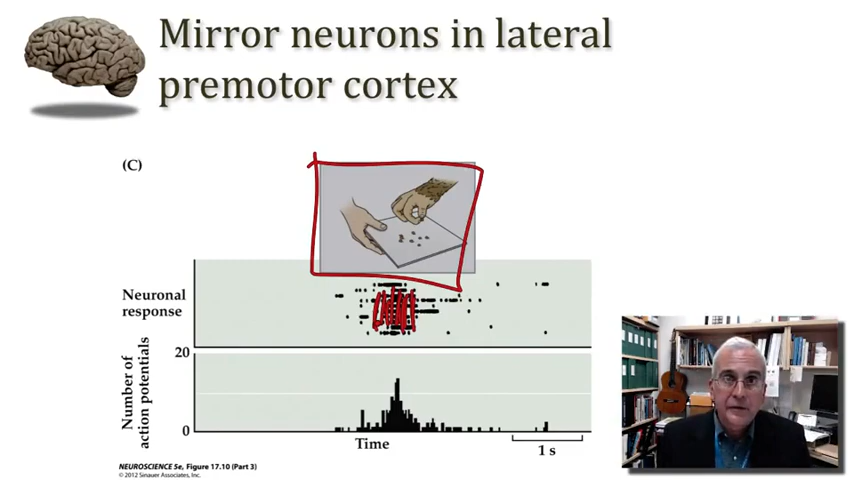 Mirror neurons in lateral
premotor cortex
(C)
Neuronal
response
20
Number of
action potentials
0
Time
1 s
NEUROSCIENCE 5e, Figure 17.10 (Part 3)
© 2012 Sinauer Associates, Inc.